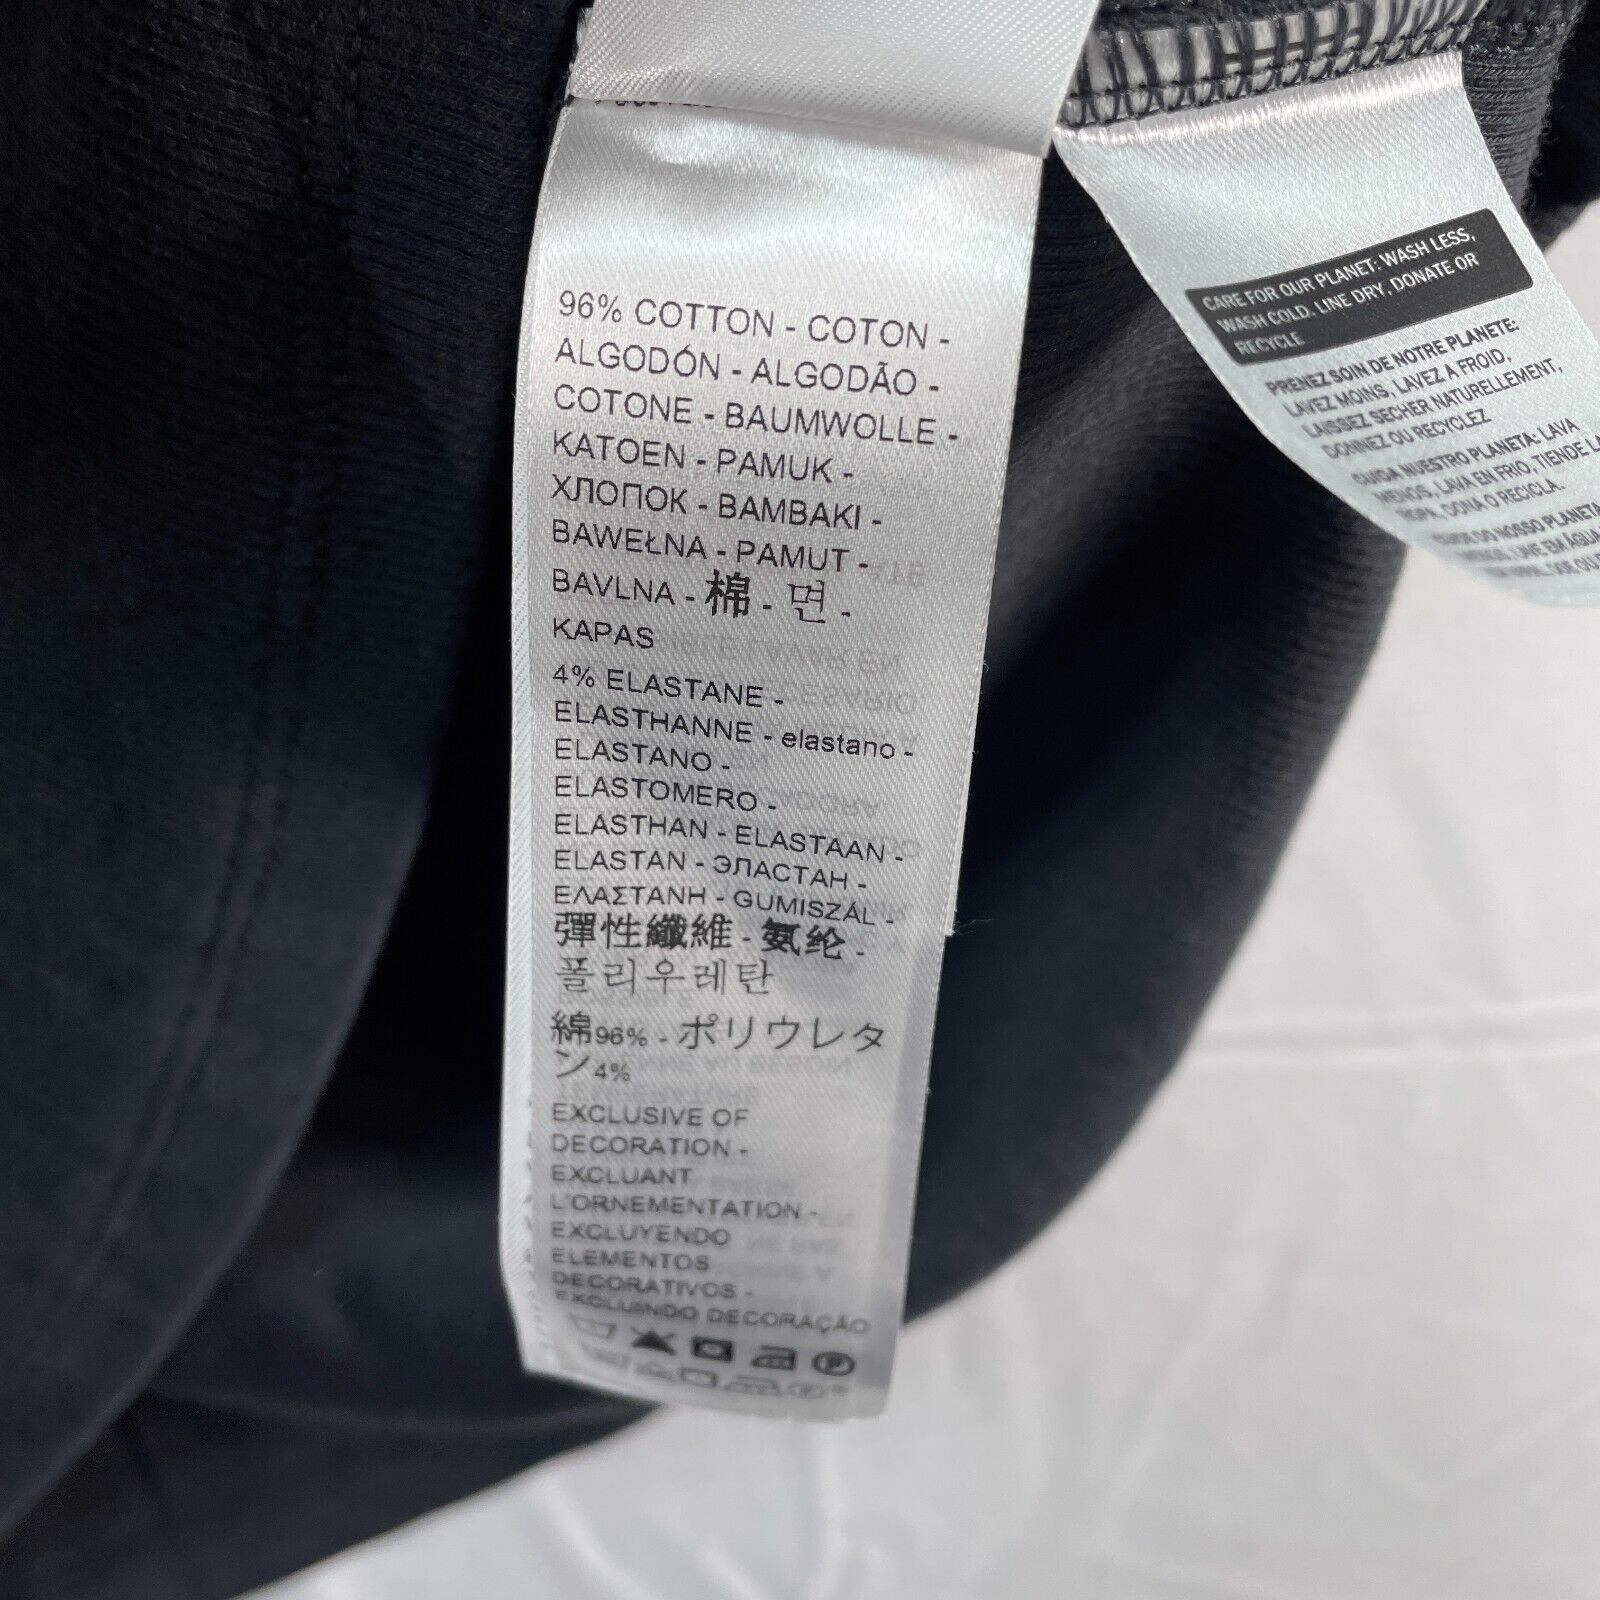 96% COTTON - COTON -
ALGODÓN - ALGODÃO -
COTONE - BAUMWOLLE -
KATOEN - PAMUK -
ХЛОПОК - BAMBAKI -
BAWEŁNA - PAMUT -
BAVLNA - 棉 - 면 -
KAPAS
4% ELASTANE -
ELASTHANNE - elastano -
ELASTANO -
ELASTOMERO -
ELASTHAN - ELASTAAN -
ELASTAN - ЭЛАСТАН -
ΕΛΑΣΤΑΝΗ - GUMISZÁL -
彈性纖維 - 氨纶 -
폴리우레탄
綿96% - ポリウレタ
ン4%
EXCLUSIVE OF
DECORATION -
EXCLUANT
L'ORNEMENTATION -
EXCLUYENDO
ELEMENTOS
DECORATIVOS -
EXCLUINDO DECORAÇÃO
CARE FOR OUR PLANET: WASH LESS,
WASH COLD, LINE DRY, DONATE OR
RECYCLE
PRENEZ SOIN DE NOTRE PLANETE:
LAVEZ MOINS, LAVEZ A FROID,
LAISSEZ SECHER NATURELLEMENT,
DONNEZ OU RECYCLEZ
CUIDA NUESTRO PLANETA: LAVA
MENOS, LAVA EN FRIO, TIENDE LA
ROPA, DONA O RECICLA.
DO NOSSO PLANETA